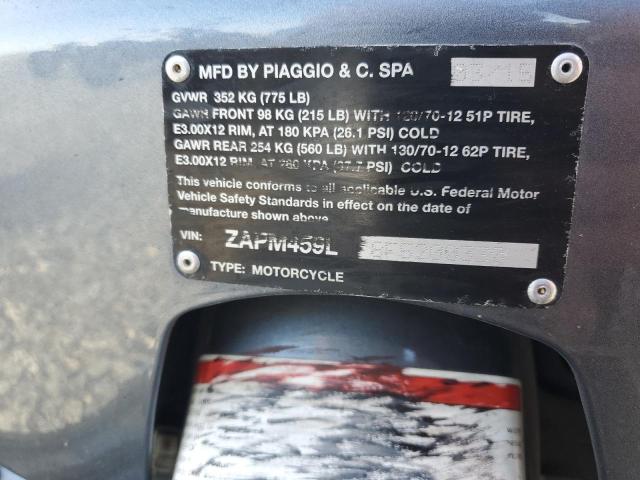 MFD BY PIAGGIO & C. SPA
GVWR 352 KG (775 LB)
GAWR FRONT 98 KG (215 LB) WITH 120/70-12 51P TIRE,
E3.00X12 RIM, AT 180 KPA (26.1 PSI) COLD
GAWR REAR 254 KG (560 LB) WITH 130/70-12 62P TIRE,
E3.00X12 RIM, AT 260 KPA (37.7 PSI) COLD
This vehicle conforms to all applicable U.S. Federal Motor
Vehicle Safety Standards in effect on the date of
manufacture shown above
VIN: ZAPM459L
TYPE: MOTORCYCLE